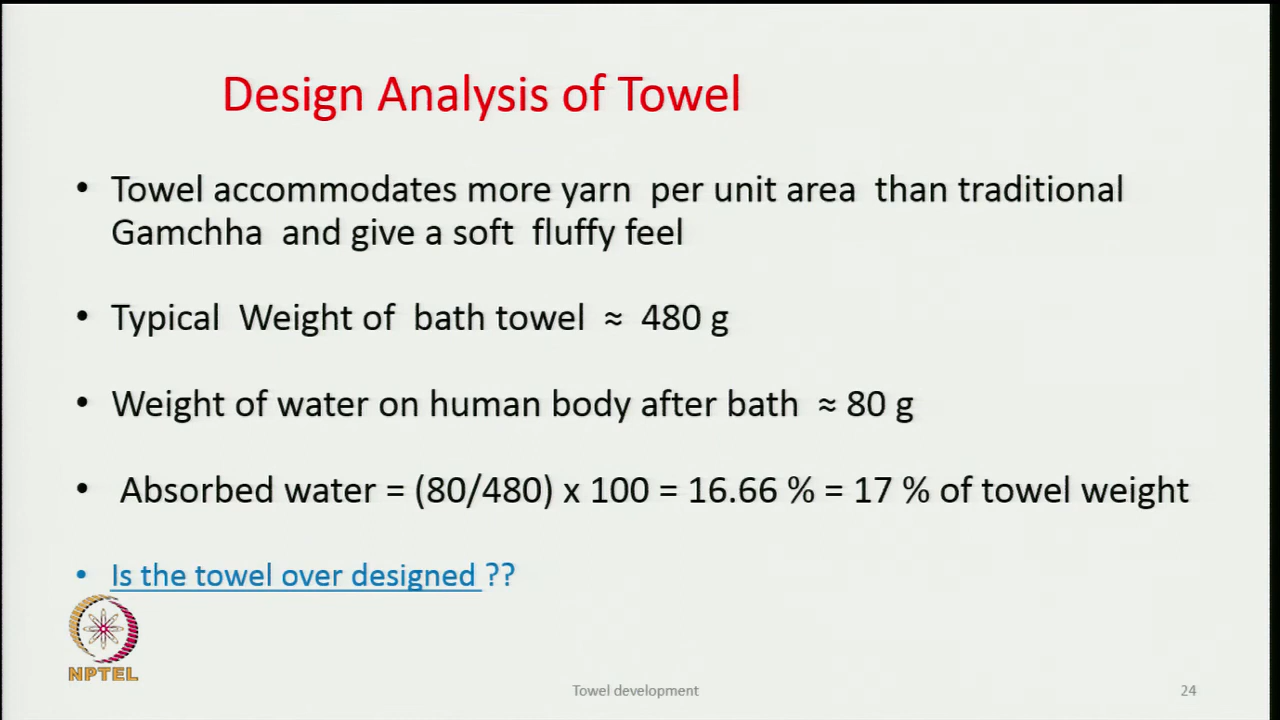 Design Analysis of Towel
• Towel accommodates more yarn per unit area than traditional
Gamchha and give a soft fluffy feel
• Typical Weight of bath towel ≈ 480 g
• Weight of water on human body after bath ≈ 80 g
• Absorbed water = (80/480) x 100 = 16.66 % = 17 % of towel weight
• Is the towel over designed ??
NPTEL
Towel development
24